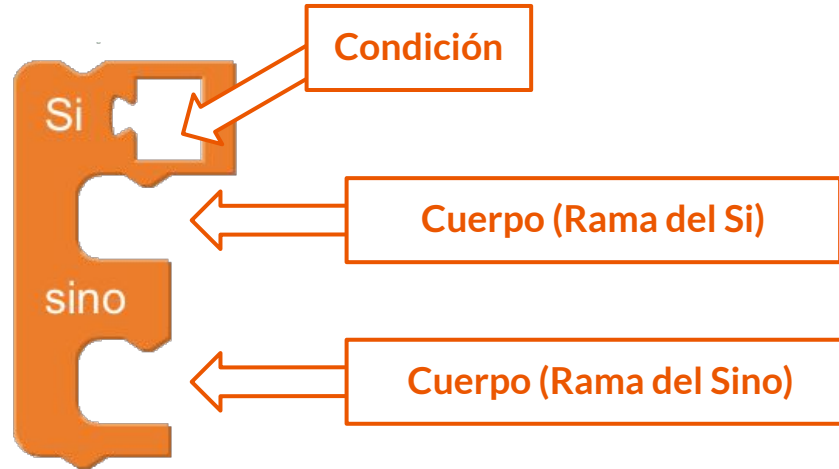 Condición
Si
Cuerpo (Rama del Si)
sino
Cuerpo (Rama del Sino)